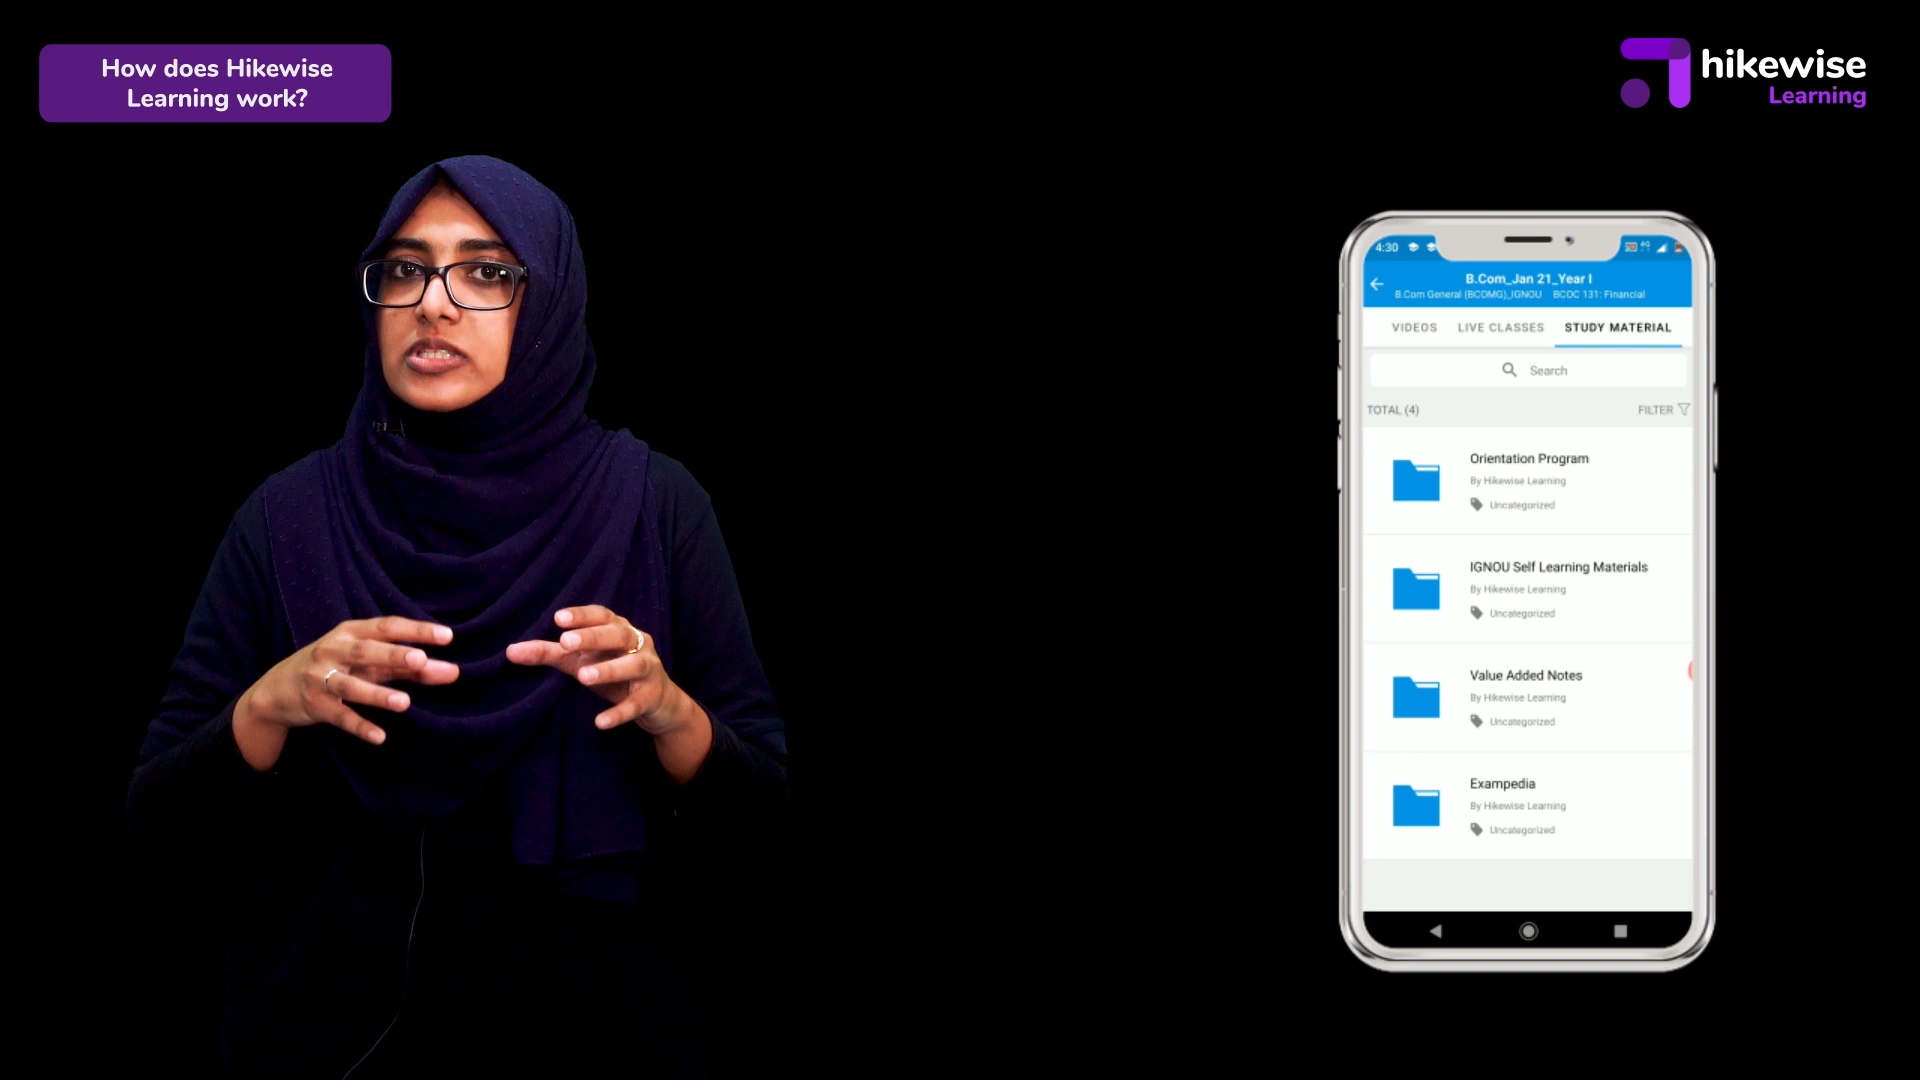 How does Hikewise
Learning work?
hikewise
Learning
4:30
4G
B.Com_Jan 21_Year I
B.Com General (BCOMG)_IGNOU BCOC 131: Financial
VIDEOS LIVE CLASSES STUDY MATERIAL
Search
TOTAL (4) FILTER
Orientation Program
By Hikewise Learning
Uncategorized
IGNOU Self Learning Materials
By Hikewise Learning
Uncategorized
Value Added Notes
By Hikewise Learning
Uncategorized
Exampedia
By Hikewise Learning
Uncategorized